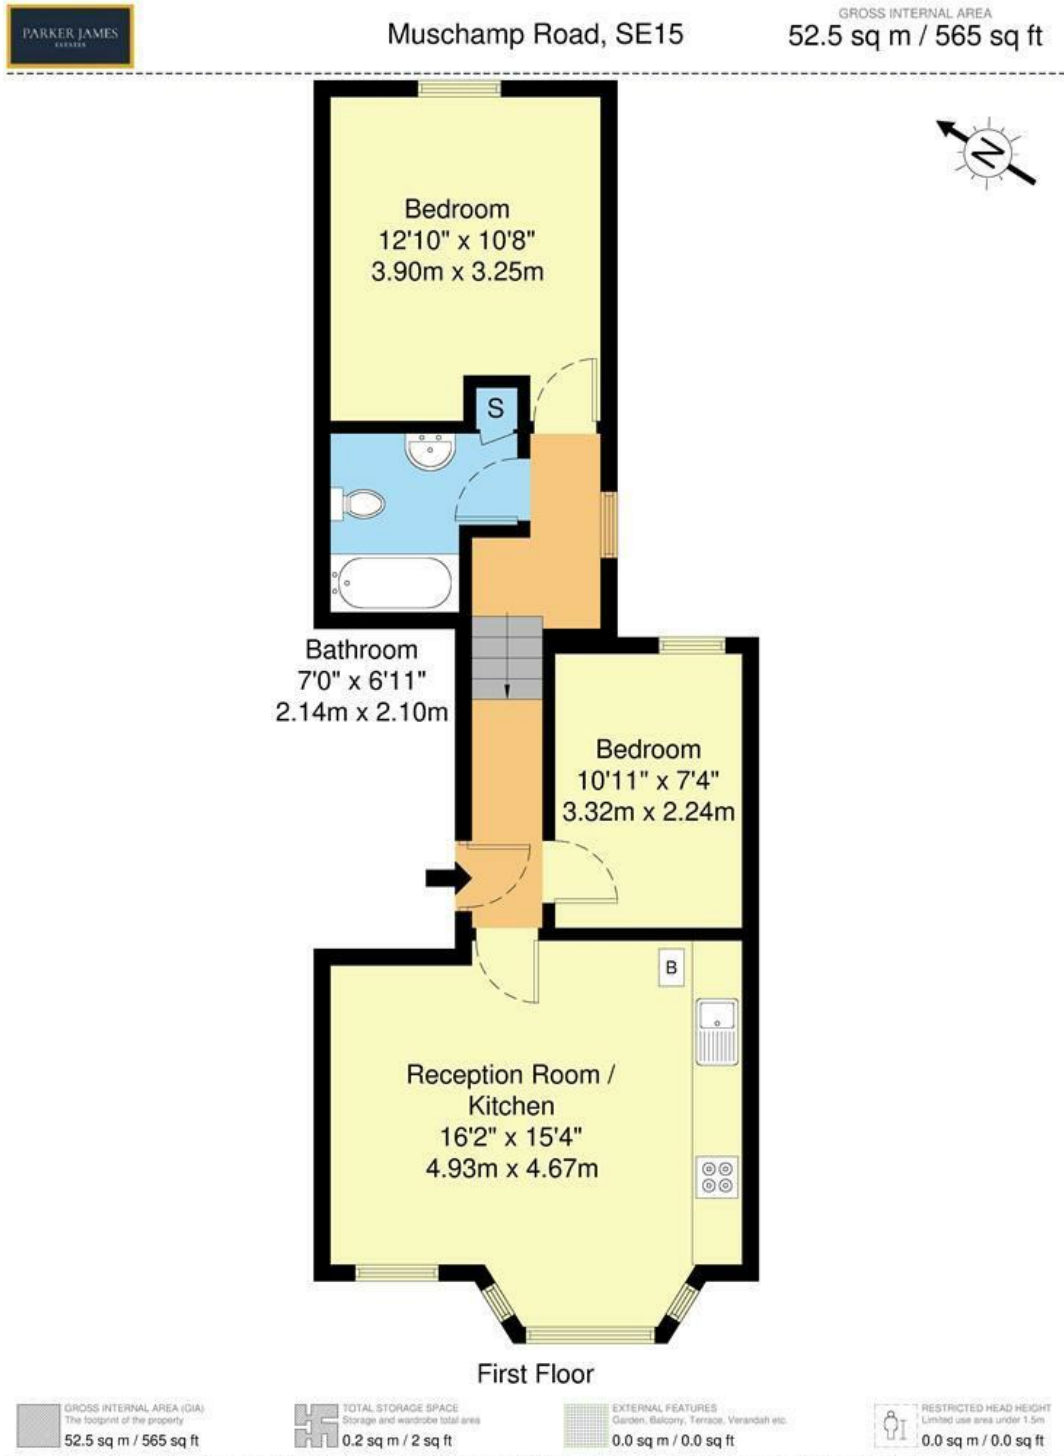 PARKER JAMES
ESTATES
Muschamp Road, SE15
GROSS INTERNAL AREA
52.5 sq m / 565 sq ft
N
Bedroom
12'10" x 10'8"
3.90m x 3.25m
S
Bathroom
7'0" x 6'11"
2.14m x 2.10m
Bedroom
10'11" x 7'4"
3.32m x 2.24m
B
Reception Room /
Kitchen
16'2" x 15'4"
4.93m x 4.67m
First Floor
GROSS INTERNAL AREA (GIA)
The footprint of the property
52.5 sq m / 565 sq ft
TOTAL STORAGE SPACE
Storage and wardrobe total area
0.2 sq m / 2 sq ft
EXTERNAL FEATURES
Garden, Balcony, Terrace, Verandah etc.
0.0 sq m / 0.0 sq ft
RESTRICTED HEAD HEIGHT
Limited use area under 1.5m
0.0 sq m / 0.0 sq ft